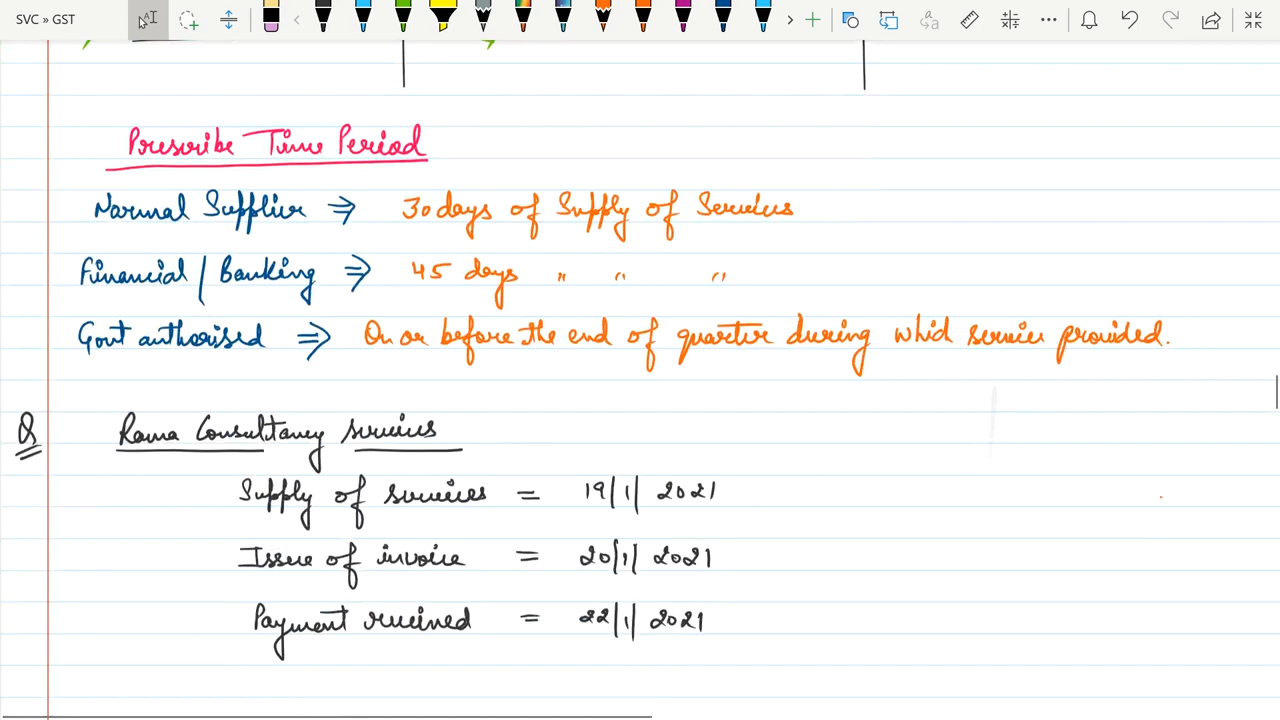 SVC » GST
Prescribe Time Period
Normal Supplier ⇒ 30 days of Supply of Services
Financial / Banking ⇒ 45 days " " "
Govt authorised ⇒ On or before the end of quarter during which service provided.
Q Rama Consultancy services
Supply of services = 19/1/2021
Issue of invoice = 20/1/2021
Payment received = 22/1/2021